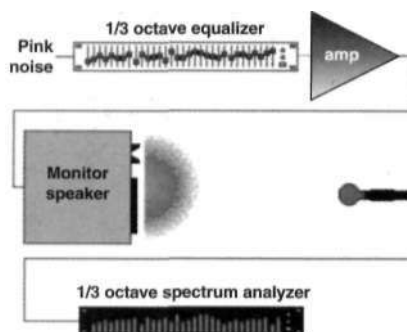 1/3 octave equalizer
Pink
noise
amp
Monitor
speaker
1/3 octave spectrum analyzer